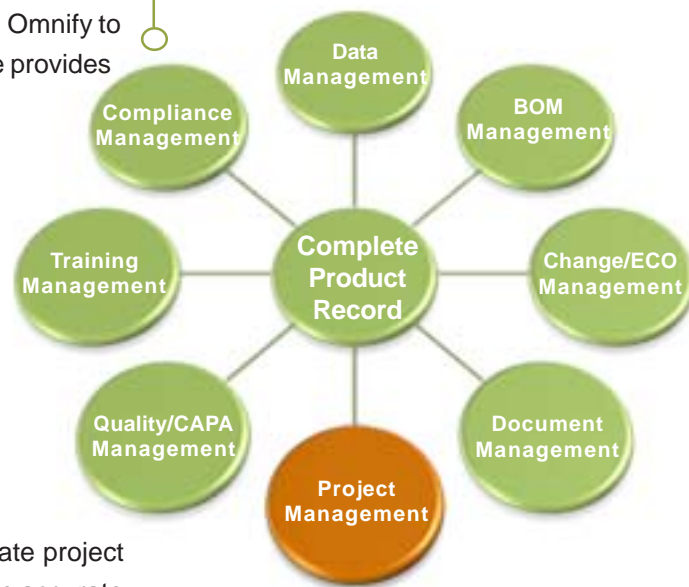 Omnify to
e provides
Data
Management
Compliance
Management
BOM
Management
Training
Management
Complete
Product
Record
Change/ECO
Management
Quality/CAPA
Management
Document
Management
Project
Management
ate project